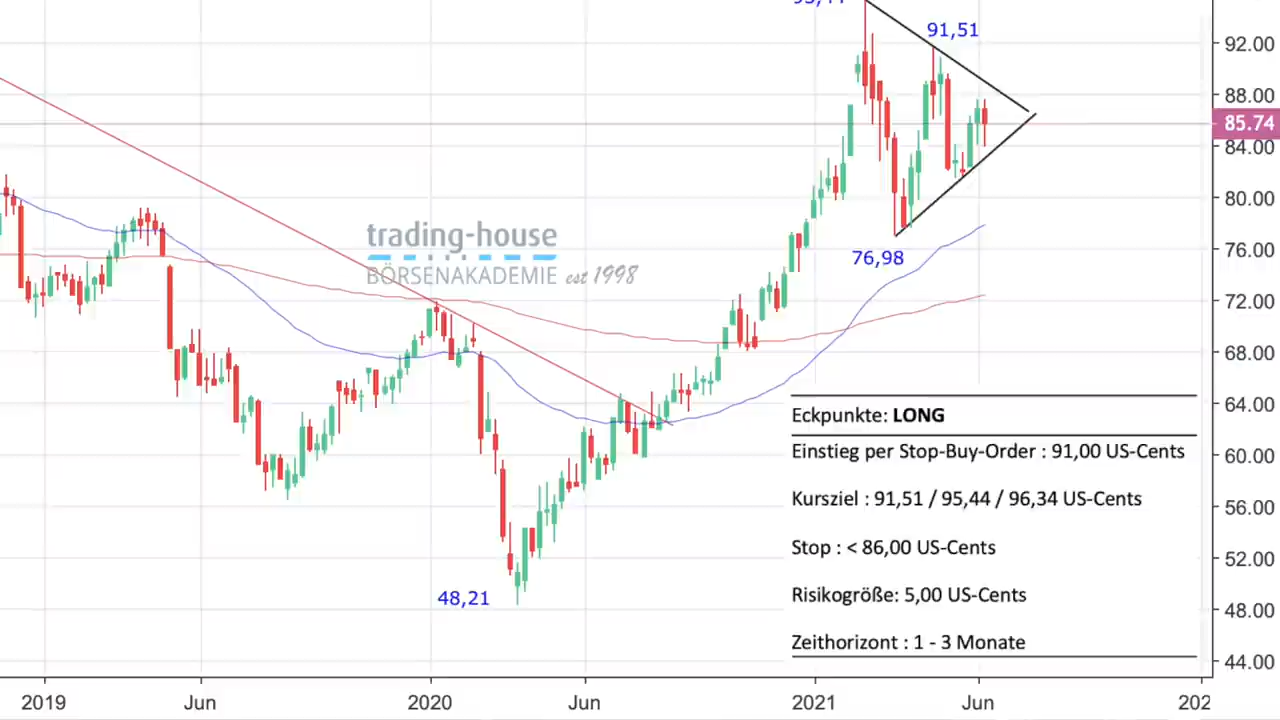 91,51
92.00
88.00
85.74
84.00
80.00
76.00
72.00
68.00
64.00
60.00
56.00
52.00
48.00
44.00
76,98
48,21
trading-house
BÖRSENAKADEMIE est 1998
Eckpunkte: LONG
Einstieg per Stop-Buy-Order : 91,00 US-Cents
Kursziel : 91,51 / 95,44 / 96,34 US-Cents
Stop : < 86,00 US-Cents
Risikogröße: 5,00 US-Cents
Zeithorizont : 1 - 3 Monate
2019 Jun 2020 Jun 2021 Jun